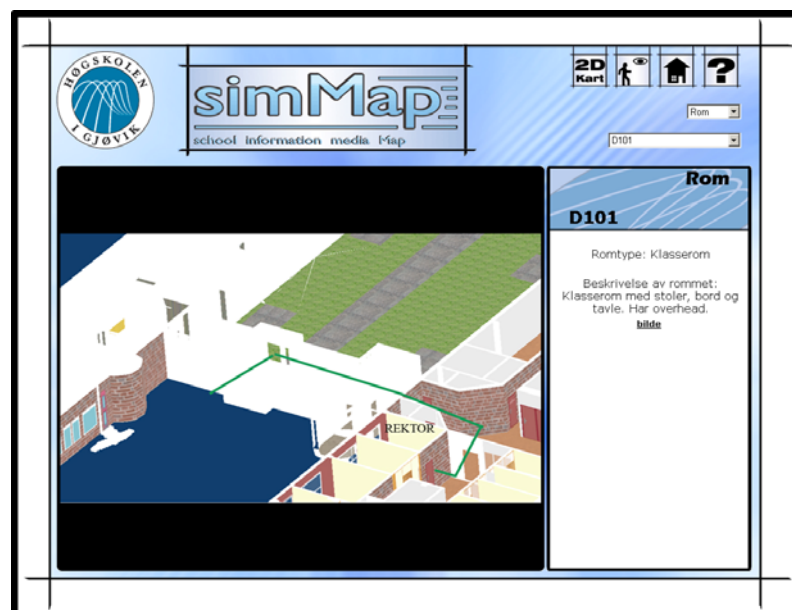 HØGSKOLEN
I GJØVIK
simMap
school information media Map
2D
Kart
?
Rom
D101
Rom
D101
Romtype: Klasserom
Beskrivelse av rommet:
Klasserom med stoler, bord og
tavle. Har overhead.
bilde
REKTOR